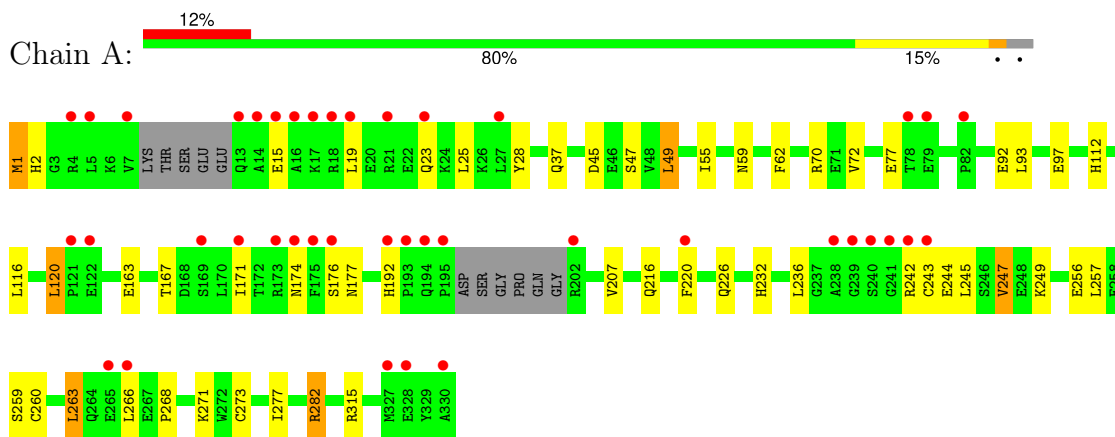 12%
Chain A:
80% 15% • •
M1 H2 G3 R4 L5 K6 V7 LYS THR SER GLU GLU Q13 A14 E15 A16 K17 R18 L19 E20 R21 E22 Q23 K24 L25 K26 L27 Y28 Q37 D45 E46 S47 V48 L49 I55 N59 F62 R70 E71 V72 E77 T78 E79 P82 E92 L93 E97 H112
L116 L120 P121 E122 E163 T167 D168 S169 L170 I171 T172 R173 N174 F175 S176 N177 H192 P193 Q194 P195 ASP SER GLY PRO GLN GLY R202 V207 Q216 F220 Q226 H232 L236 G237 A238 G239 S240 G241 R242 C243 E244 L245 S246 V247 E248 K249 E256 L257 E258
S259 C260 L263 Q264 E265 L266 E267 P268 K271 W272 C273 I277 R282 R315 M327 E328 Y329 A330